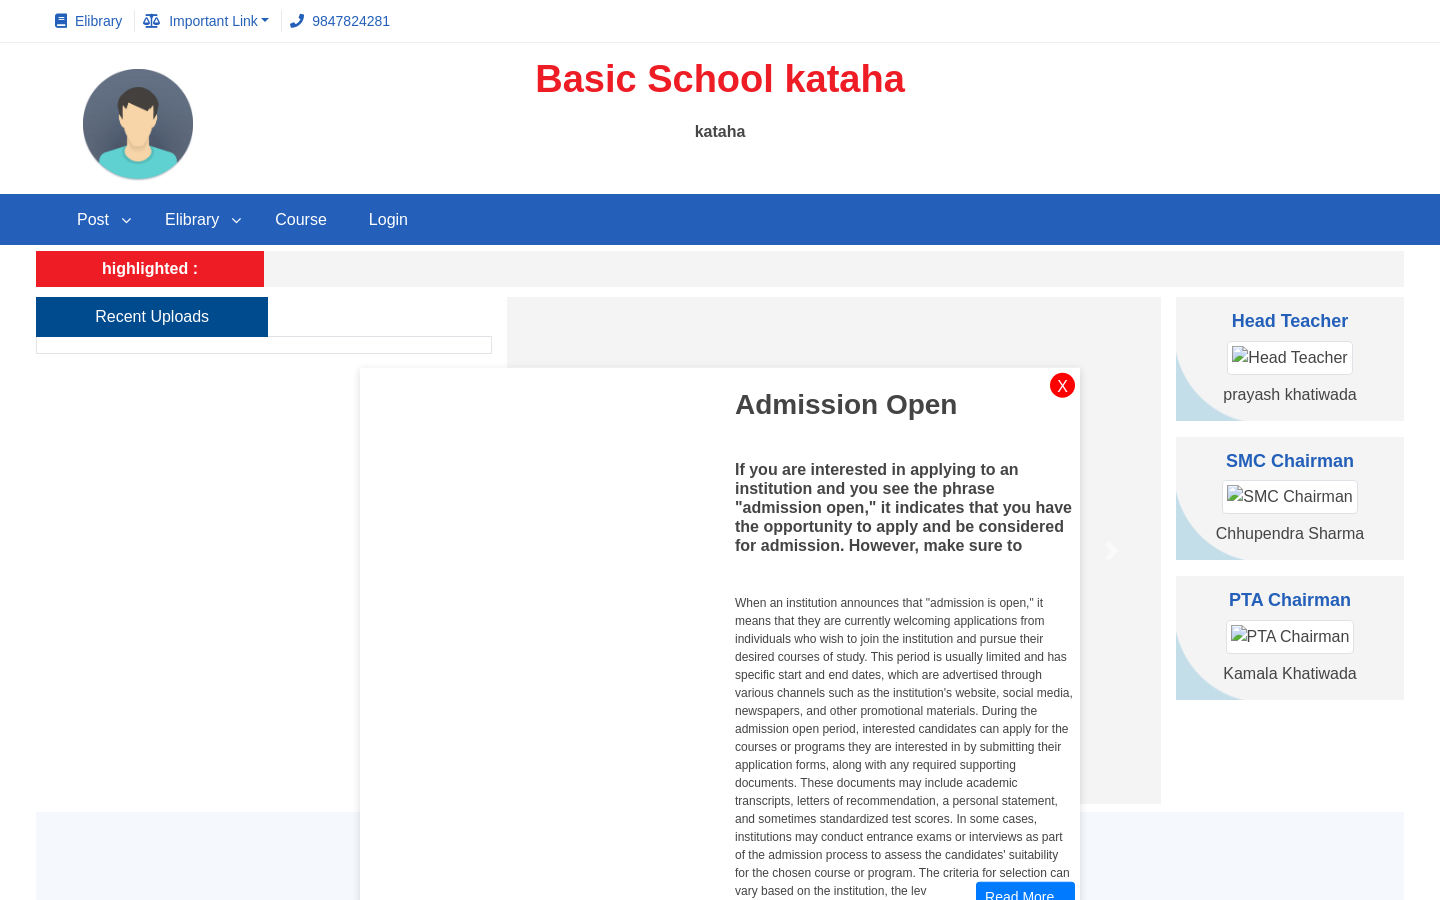 Elibrary
Important Link
9847824281
Basic School kataha
kataha
Post
Elibrary
Course
Login
highlighted :
Recent Uploads
Head Teacher
Head Teacher
prayash khatiwada
SMC Chairman
SMC Chairman
Chhupendra Sharma
PTA Chairman
PTA Chairman
Kamala Khatiwada
X
Admission Open
If you are interested in applying to an
institution and you see the phrase
"admission open," it indicates that you have
the opportunity to apply and be considered
for admission. However, make sure to
When an institution announces that "admission is open," it
means that they are currently welcoming applications from
individuals who wish to join the institution and pursue their
desired courses of study. This period is usually limited and has
specific start and end dates, which are advertised through
various channels such as the institution's website, social media,
newspapers, and other promotional materials. During the
admission open period, interested candidates can apply for the
courses or programs they are interested in by submitting their
application forms, along with any required supporting
documents. These documents may include academic
transcripts, letters of recommendation, a personal statement,
and sometimes standardized test scores. In some cases,
institutions may conduct entrance exams or interviews as part
of the admission process to assess the candidates' suitability
for the chosen course or program. The criteria for selection can
vary based on the institution, the lev
Read More